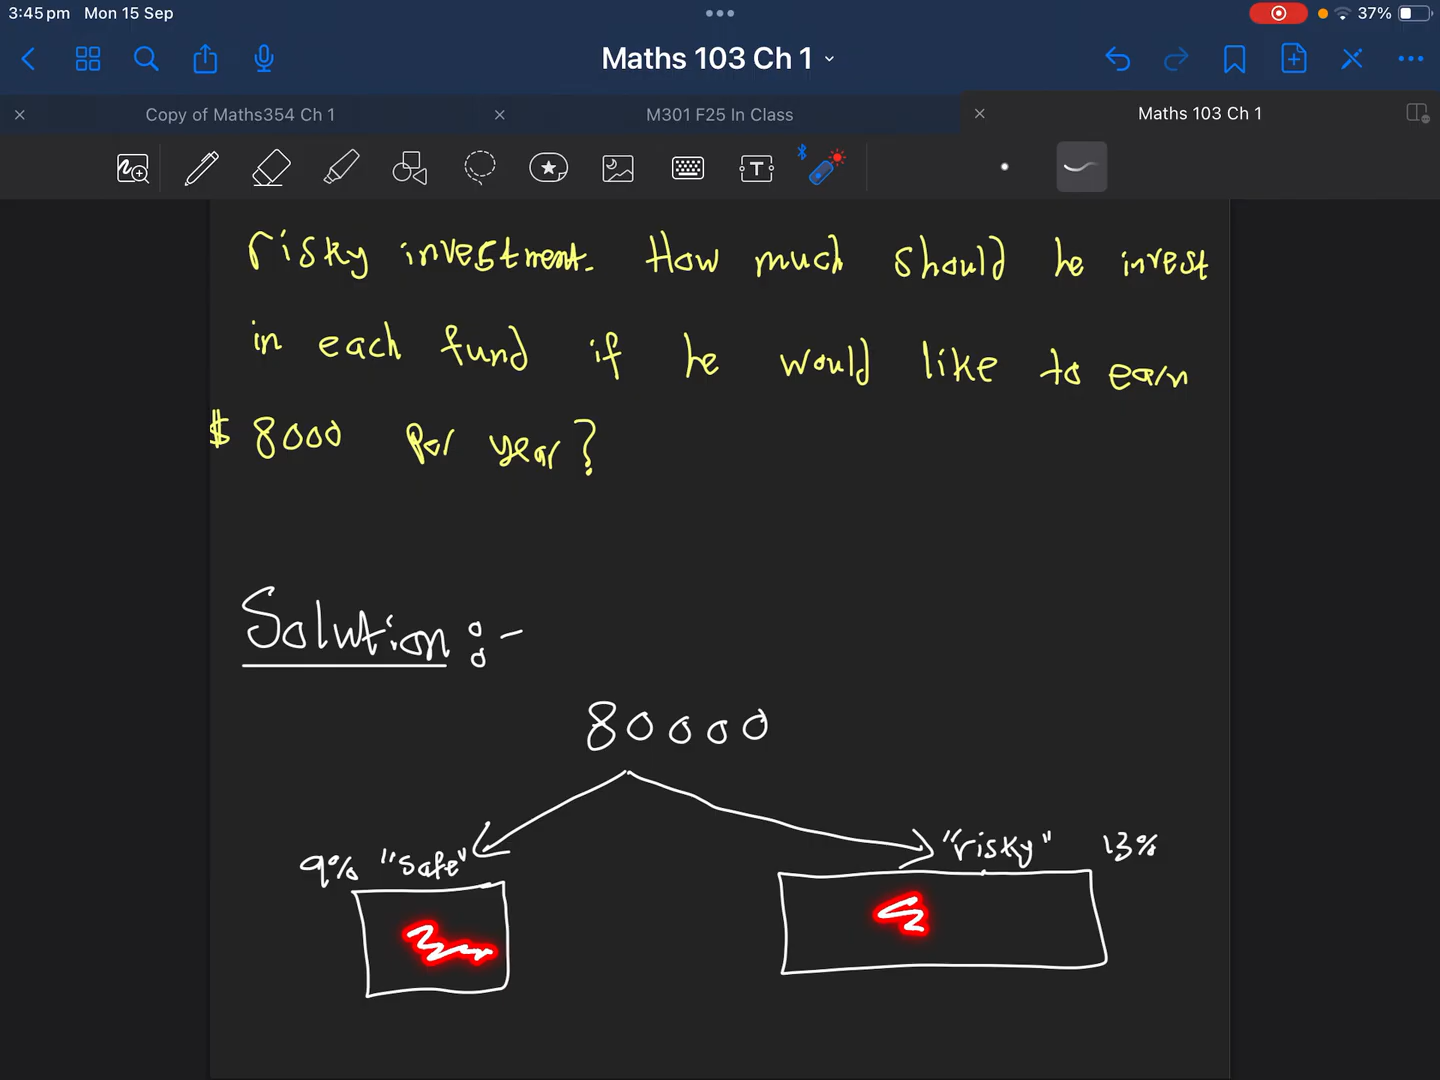 3:45 pm Mon 15 Sep
37%
Maths 103 Ch 1
Copy of Maths354 Ch 1
M301 F25 In Class
Maths 103 Ch 1
T
risky investment. How much should he invest
in each fund if he would like to earn
$ 8000 per year?
Solution :-
80000
9% "safe"
"risky" 13%